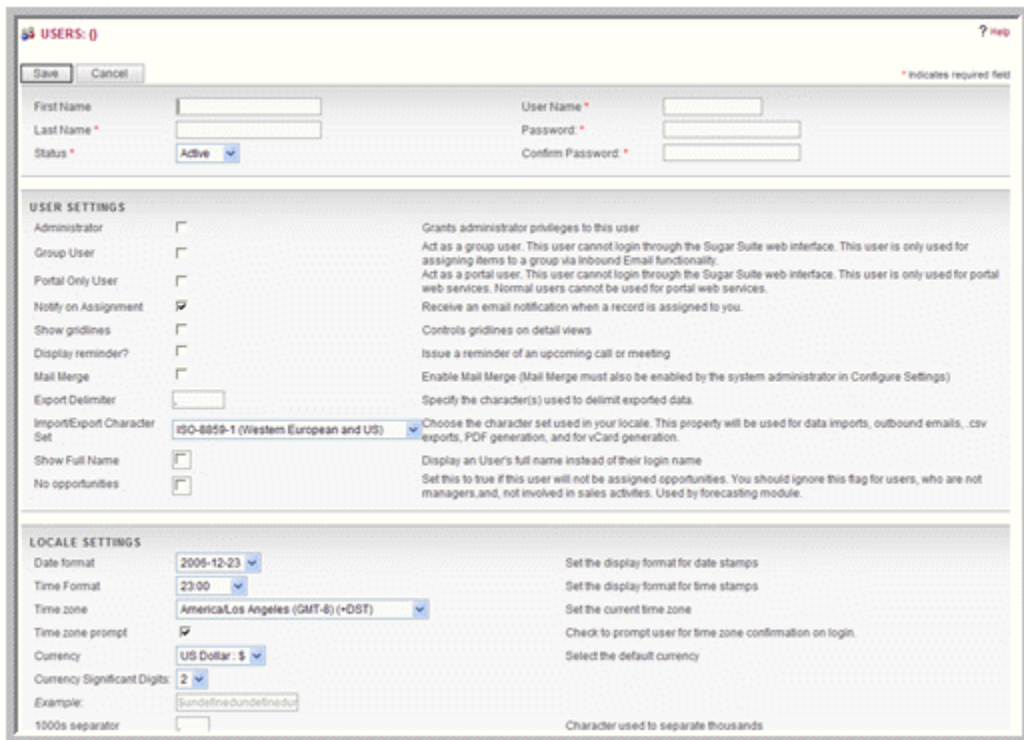 USERS: ()
? Help
Save Cancel
* Indicates required field
First Name User Name *
Last Name * Password: *
Status * Active Confirm Password: *
USER SETTINGS
Administrator Grants administrator privileges to this user
Group User Act as a group user. This user cannot login through the Sugar Suite web interface. This user is only used for
assigning items to a group via Inbound Email functionality.
Portal Only User Act as a portal user. This user cannot login through the Sugar Suite web interface. This user is only used for portal
web services. Normal users cannot be used for portal web services.
Notify on Assignment Receive an email notification when a record is assigned to you.
Show gridlines Controls gridlines on detail views
Display reminder? Issue a reminder of an upcoming call or meeting
Mail Merge Enable Mail Merge (Mail Merge must also be enabled by the system administrator in Configure Settings)
Export Delimiter , Specify the character(s) used to delimit exported data.
Import/Export Character
Set ISO-8859-1 (Western European and US) Choose the character set used in your locale. This property will be used for data imports, outbound emails, .csv
exports, PDF generation, and for vCard generation.
Show Full Name Display an User's full name instead of their login name
No opportunities Set this to true if this user will not be assigned opportunities. You should ignore this flag for users, who are not
managers,and, not involved in sales activites. Used by forecasting module.
LOCALE SETTINGS
Date format 2006-12-23 Set the display format for date stamps
Time Format 23:00 Set the display format for time stamps
Time zone America/Los Angeles (GMT-8) (+DST) Set the current time zone
Time zone prompt Check to prompt user for time zone confirmation on login.
Currency US Dollar : $ Select the default currency
Currency Significant Digits: 2
Example: $undefinedundefinedun
1000s separator , Character used to separate thousands